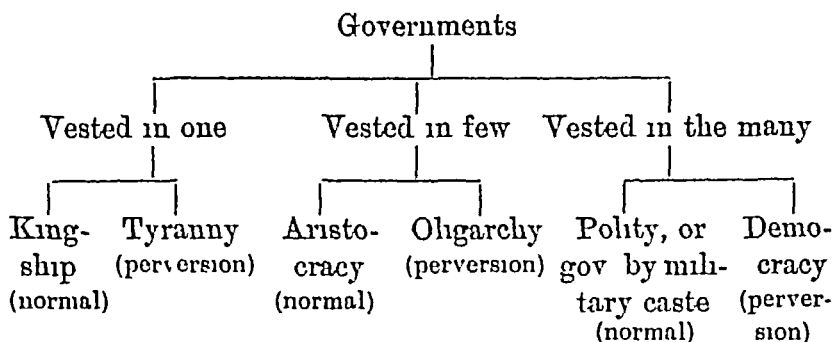 Governments
Vested in one Vested in few Vested in the many
King- Tyranny Aristo- Oligarchy Polity, or Demo-
ship (perversion) cracy (perversion) gov by mili- cracy
(normal) (normal) tary caste (perver-
(normal) sion)